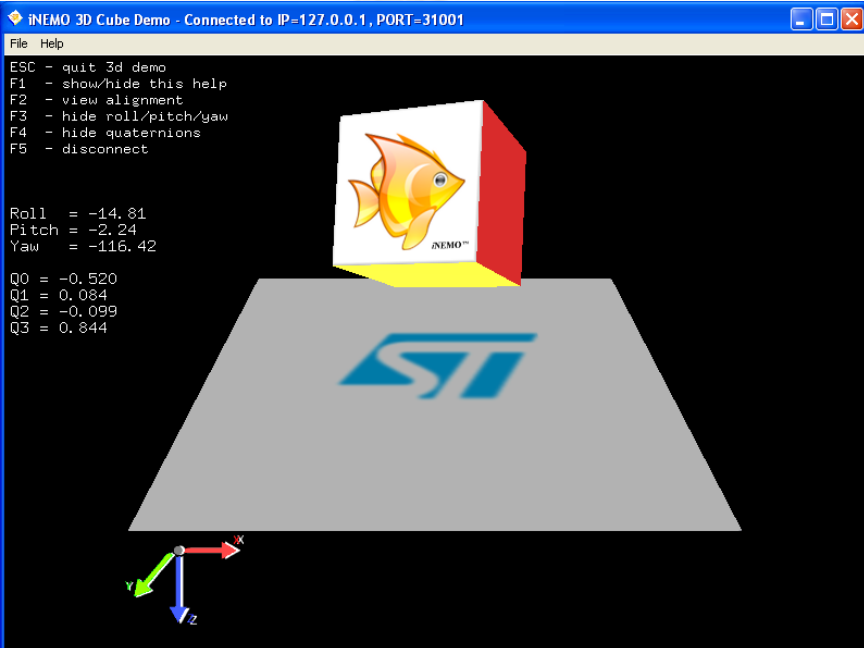 iNEMO 3D Cube Demo - Connected to IP=127.0.0.1, PORT=31001
File Help
ESC - quit 3d demo
F1 - show/hide this help
F2 - view alignment
F3 - hide roll/pitch/yaw
F4 - hide quaternions
F5 - disconnect
Roll = -14.81
Pitch = -2.24
Yaw = -116.42
Q0 = -0.520
Q1 = 0.084
Q2 = -0.099
Q3 = 0.844
iNEMO™
ST
X
Y
Z